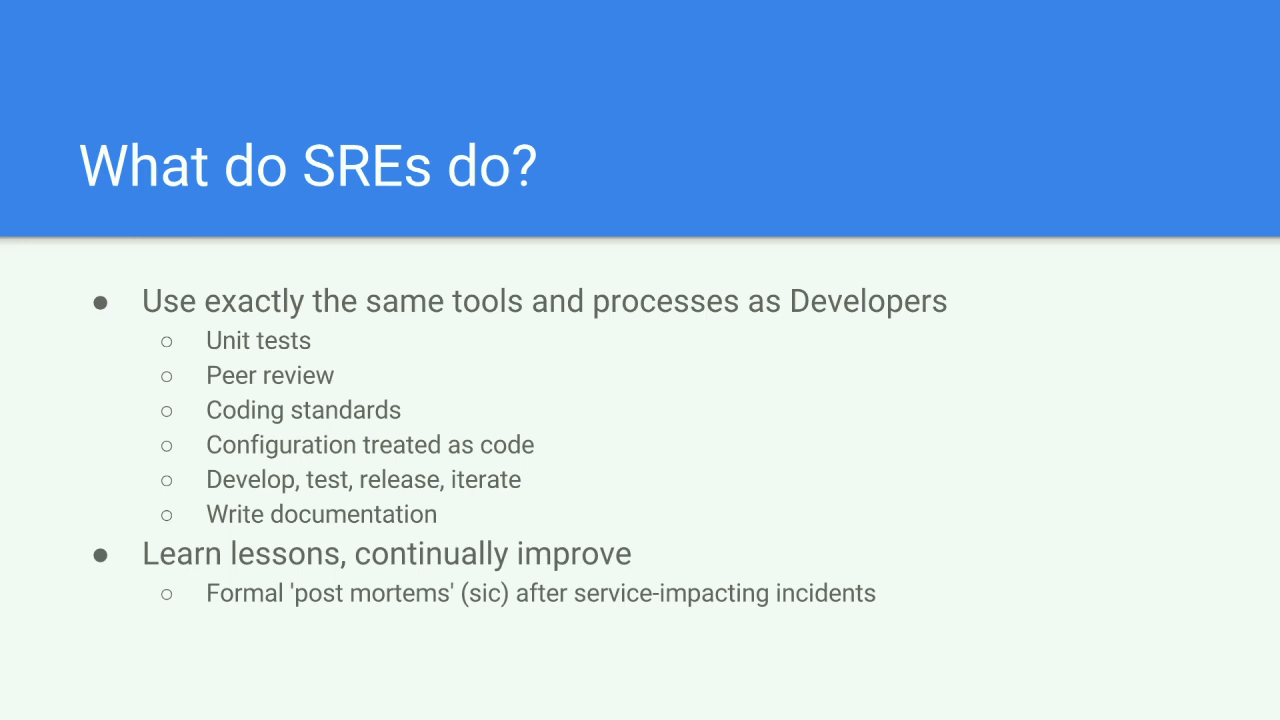 What do SREs do?
● Use exactly the same tools and processes as Developers
○ Unit tests
○ Peer review
○ Coding standards
○ Configuration treated as code
○ Develop, test, release, iterate
○ Write documentation
● Learn lessons, continually improve
○ Formal 'post mortems' (sic) after service-impacting incidents